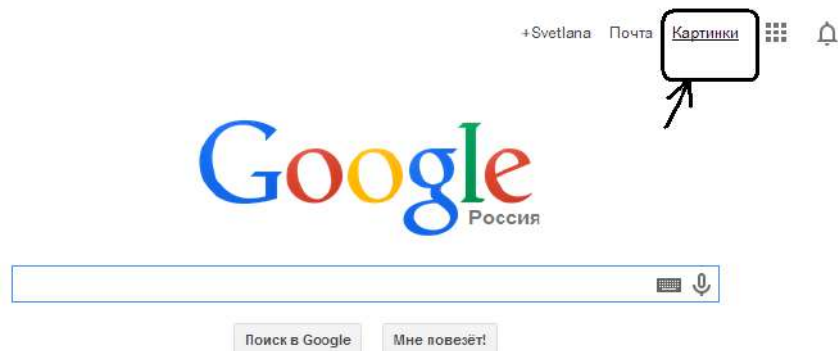 +Svetlana Почта Картинки
Google
Россия
Поиск в Google Мне повезёт!